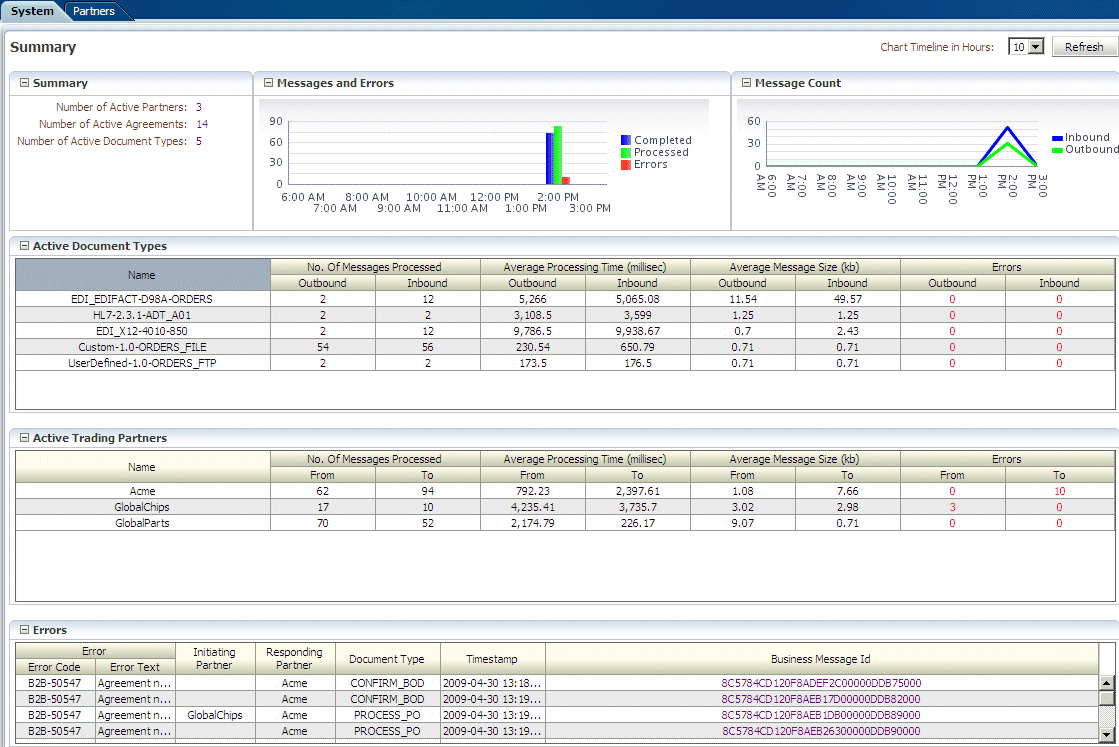 System Partners
Summary
Chart Timeline in Hours: 10 Refresh
Summary
Number of Active Partners: 3
Number of Active Agreements: 14
Number of Active Document Types: 5
Messages and Errors
90
60
30
0
6:00 AM 8:00 AM 10:00 AM 12:00 PM 2:00 PM
7:00 AM 9:00 AM 11:00 AM 1:00 PM 3:00 PM
Completed
Processed
Errors
Message Count
60
30
0
6:00 AM
7:00 AM
8:00 AM
9:00 AM
10:00 AM
11:00 AM
12:00 PM
1:00 PM
2:00 PM
3:00 PM
Inbound
Outbound
Active Document Types
Name No. Of Messages Processed Average Processing Time (millisec) Average Message Size (kb) Errors
Outbound Inbound Outbound Inbound Outbound Inbound Outbound Inbound
EDI_EDIFACT-D98A-ORDERS 2 12 5,266 5,065.08 11.54 49.57 0 0
HL7-2.3.1-ADT_A01 2 2 3,108.5 3,599 1.25 1.25 0 0
EDI_X12-4010-850 2 12 9,786.5 9,938.67 0.7 2.43 0 0
Custom-1.0-ORDERS_FILE 54 56 230.54 650.79 0.71 0.71 0 0
UserDefined-1.0-ORDERS_FTP 2 2 173.5 176.5 0.71 0.71 0 0
Active Trading Partners
Name No. Of Messages Processed Average Processing Time (millisec) Average Message Size (kb) Errors
From To From To From To From To
Acme 62 94 792.23 2,397.61 1.08 7.66 0 10
GlobalChips 17 10 4,235.41 3,735.7 3.02 2.98 3 0
GlobalParts 70 52 2,174.79 226.17 9.07 0.71 0 0
Errors
Error Initiating Partner Responding Partner Document Type Timestamp Business Message Id
Error Code Error Text
B2B-50547 Agreement n... Acme CONFIRM_BOD 2009-04-30 13:18... 8C5784CD120F8ADEF2C00000DDB75000
B2B-50547 Agreement n... Acme CONFIRM_BOD 2009-04-30 13:19... 8C5784CD120F8AEB17D00000DDB82000
B2B-50547 Agreement n... GlobalChips Acme PROCESS_PO 2009-04-30 13:19... 8C5784CD120F8AEB1DB00000DDB89000
B2B-50547 Agreement n... Acme PROCESS_PO 2009-04-30 13:19... 8C5784CD120F8AEB26300000DDB90000